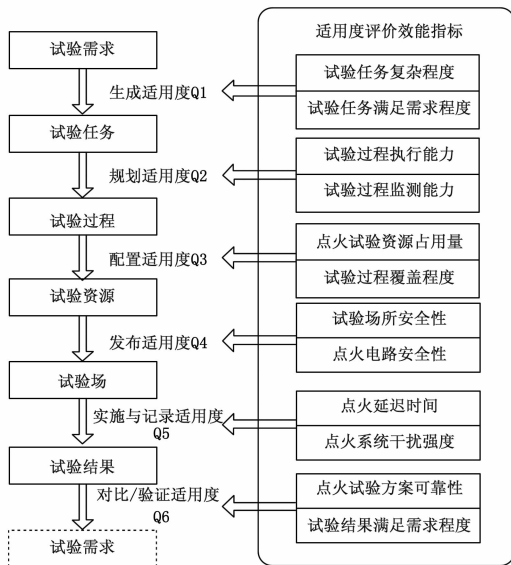 适用度评价效能指标
试验需求
试验任务复杂程度
生成适用度Q1
试验任务满足需求程度
试验任务
试验过程执行能力
规划适用度Q2
试验过程监测能力
试验过程
点火试验资源占用量
配置适用度Q3
试验过程覆盖程度
试验资源
试验场所安全性
发布适用度Q4
点火电路安全性
试验场
点火延迟时间
实施与记录适用度
Q5
点火系统干扰强度
试验结果
点火试验方案可靠性
对比/验证适用度
Q6
试验结果满足需求程度
试验需求